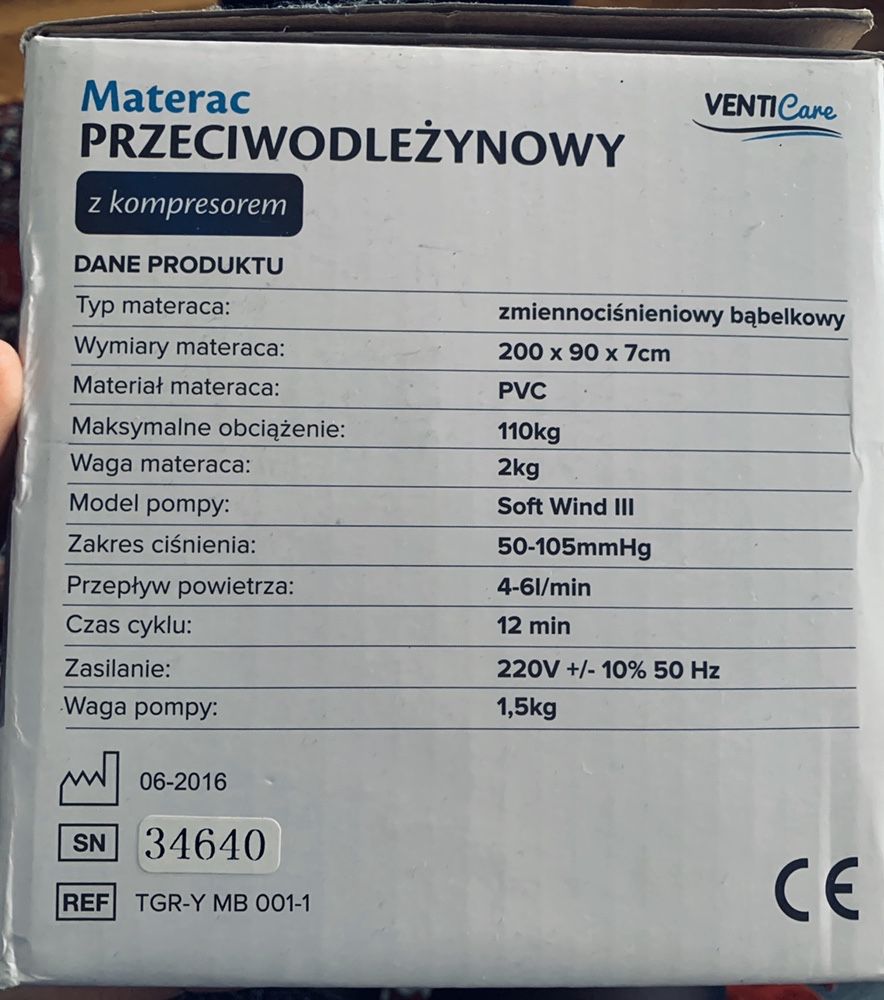 Materac
VENTICare
PRZECIWODLEŻYNOWY
z kompresorem
DANE PRODUKTU
Typ materaca: zmiennociśnieniowy bąbelkowy
Wymiary materaca: 200 x 90 x 7cm
Materiał materaca: PVC
Maksymalne obciążenie: 110kg
Waga materaca: 2kg
Model pompy: Soft Wind III
Zakres ciśnienia: 50-105mmHg
Przepływ powietrza: 4-6l/min
Czas cyklu: 12 min
Zasilanie: 220V +/- 10% 50 Hz
Waga pompy: 1,5kg
06-2016
SN 34640
REF TGR-Y MB 001-1
CE